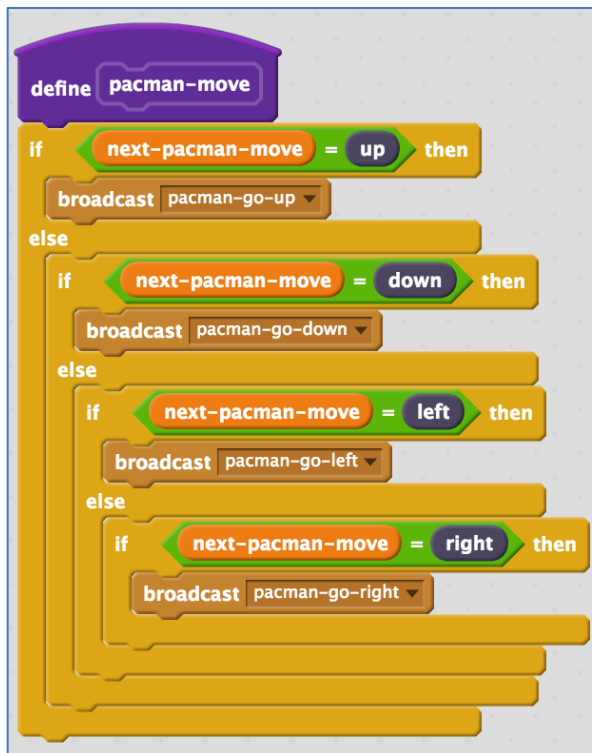 define pacman-move
if next-pacman-move = up then
broadcast pacman-go-up
else
if next-pacman-move = down then
broadcast pacman-go-down
else
if next-pacman-move = left then
broadcast pacman-go-left
else
if next-pacman-move = right then
broadcast pacman-go-right